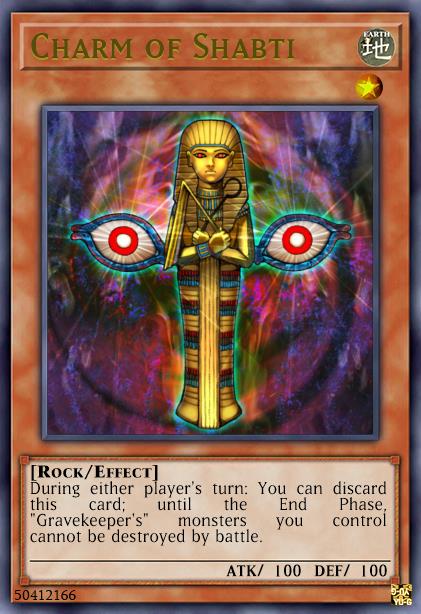 Charm of Shabti
EARTH
地
[Rock/Effect]
During either player's turn: You can discard
this card; until the End Phase,
"Gravekeeper's" monsters you control
cannot be destroyed by battle.
ATK/ 100 DEF/ 100
50412166